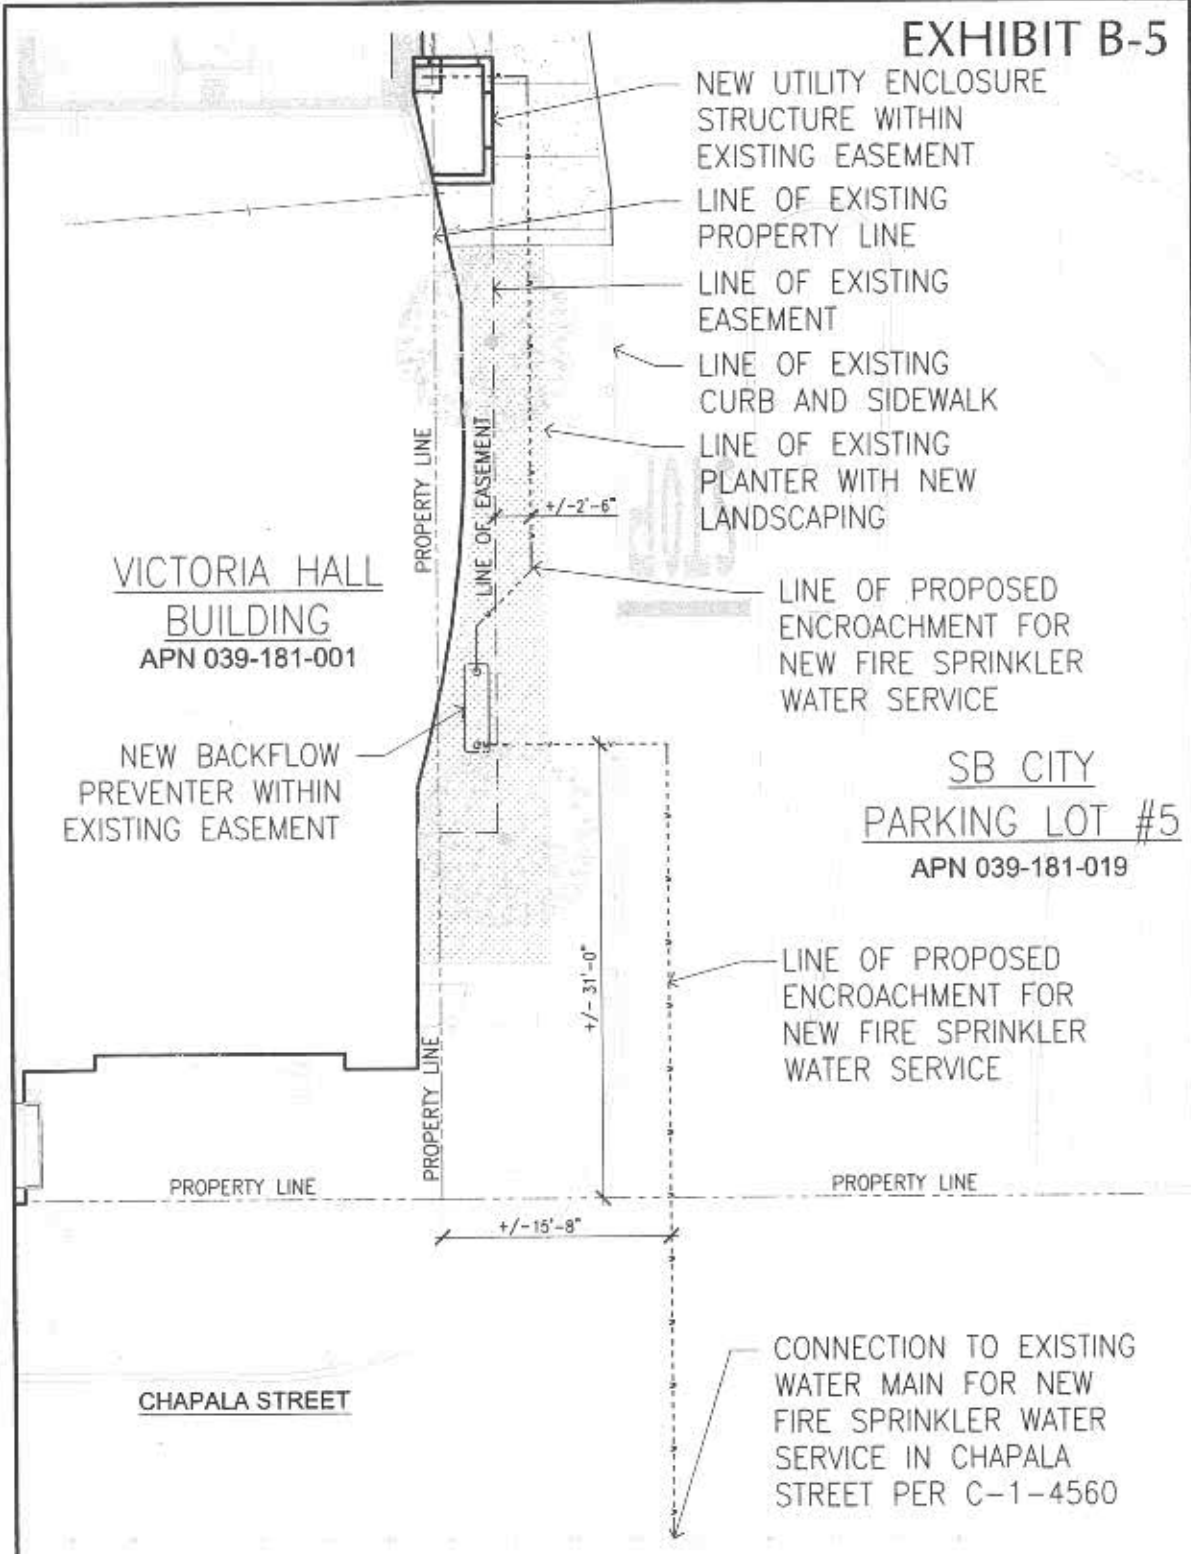 EXHIBIT B-5
NEW UTILITY ENCLOSURE
STRUCTURE WITHIN
EXISTING EASEMENT
LINE OF EXISTING
PROPERTY LINE
LINE OF EXISTING
EASEMENT
LINE OF EXISTING
CURB AND SIDEWALK
LINE OF EXISTING
PLANTER WITH NEW
LANDSCAPING
PROPERTY LINE
LINE OF EASEMENT
+/-2'-6"
VICTORIA HALL
BUILDING
APN 039-181-001
LINE OF PROPOSED
ENCROACHMENT FOR
NEW FIRE SPRINKLER
WATER SERVICE
NEW BACKFLOW
PREVENTER WITHIN
EXISTING EASEMENT
SB CITY
PARKING LOT #5
APN 039-181-019
+/- 31'-0"
LINE OF PROPOSED
ENCROACHMENT FOR
NEW FIRE SPRINKLER
WATER SERVICE
PROPERTY LINE
PROPERTY LINE
PROPERTY LINE
+/-15'-8"
CHAPALA STREET
CONNECTION TO EXISTING
WATER MAIN FOR NEW
FIRE SPRINKLER WATER
SERVICE IN CHAPALA
STREET PER C-1-4560